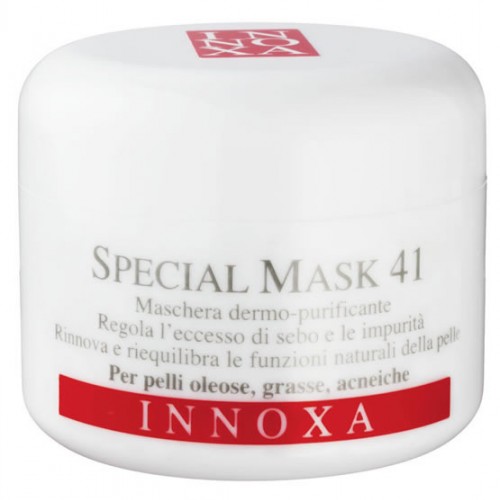 INNOXA
SPECIAL MASK 41
Maschera dermo-purificante
Regola l'eccesso di sebo e le impurità
Rinnova e riequilibra le funzioni naturali della pelle
Per pelli oleose, grasse, acneiche
INNOXA